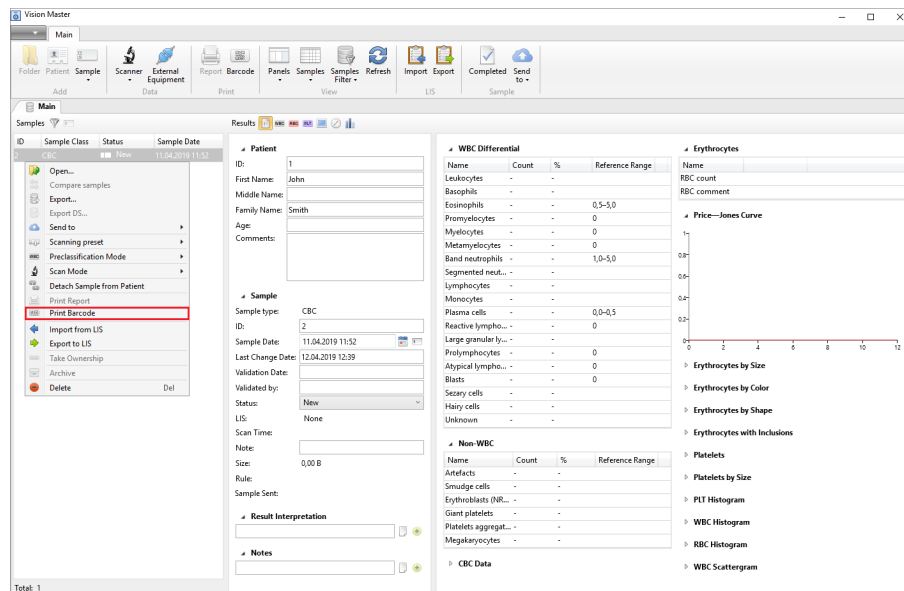 Vision Master
Main
Folder Patient Sample Scanner External Equipment Report Barcode Panels Samples Samples Filter Refresh Import Export Completed Send to
Add Data Print View LIS Sample
Main
Samples
Results
ID Sample Class Status Sample Date
2 CBC New 11.04.2019 11:52
Open...
Compare samples
Export...
Export DS...
Send to
Scanning preset
Preclassification Mode
Scan Mode
Detach Sample from Patient
Print Report
Print Barcode
Import from LIS
Export to LIS
Take Ownership
Archive
Delete Del
Total: 1
Patient
ID: 1
First Name: John
Middle Name:
Family Name: Smith
Age:
Comments:
Sample
Sample type: CBC
ID: 2
Sample Date: 11.04.2019 11:52
Last Change Date: 12.04.2019 12:39
Validation Date:
Validated by:
Status: New
LIS: None
Scan Time:
Note:
Size: 0,00 B
Rule:
Sample Sent:
Result Interpretation
Notes
WBC Differential
Name Count % Reference Range
Leukocytes - -
Basophils - -
Eosinophils - - 0,5–5,0
Promyelocytes - - 0
Myelocytes - - 0
Metamyelocytes - - 0
Band neutrophils - - 1,0–5,0
Segmented neut... - -
Lymphocytes - -
Monocytes - -
Plasma cells - - 0,0–0,5
Reactive lympho... - - 0
Large granular ly... - -
Prolymphocytes - - 0
Atypical lympho... - - 0
Blasts - - 0
Sezary cells - -
Hairy cells - -
Unknown - -
Non-WBC
Name Count % Reference Range
Artefacts - -
Smudge cells - -
Erythroblasts (NR... - -
Giant platelets - -
Platelets aggregat... - -
Megakaryocytes - -
CBC Data
Erythrocytes
Name
RBC count
RBC comment
Price—Jones Curve
1
0,8
0,6
0,4
0,2
0 2 4 6 8 10 12
Erythrocytes by Size
Erythrocytes by Color
Erythrocytes by Shape
Erythrocytes with Inclusions
Platelets
Platelets by Size
PLT Histogram
WBC Histogram
RBC Histogram
WBC Scattergram